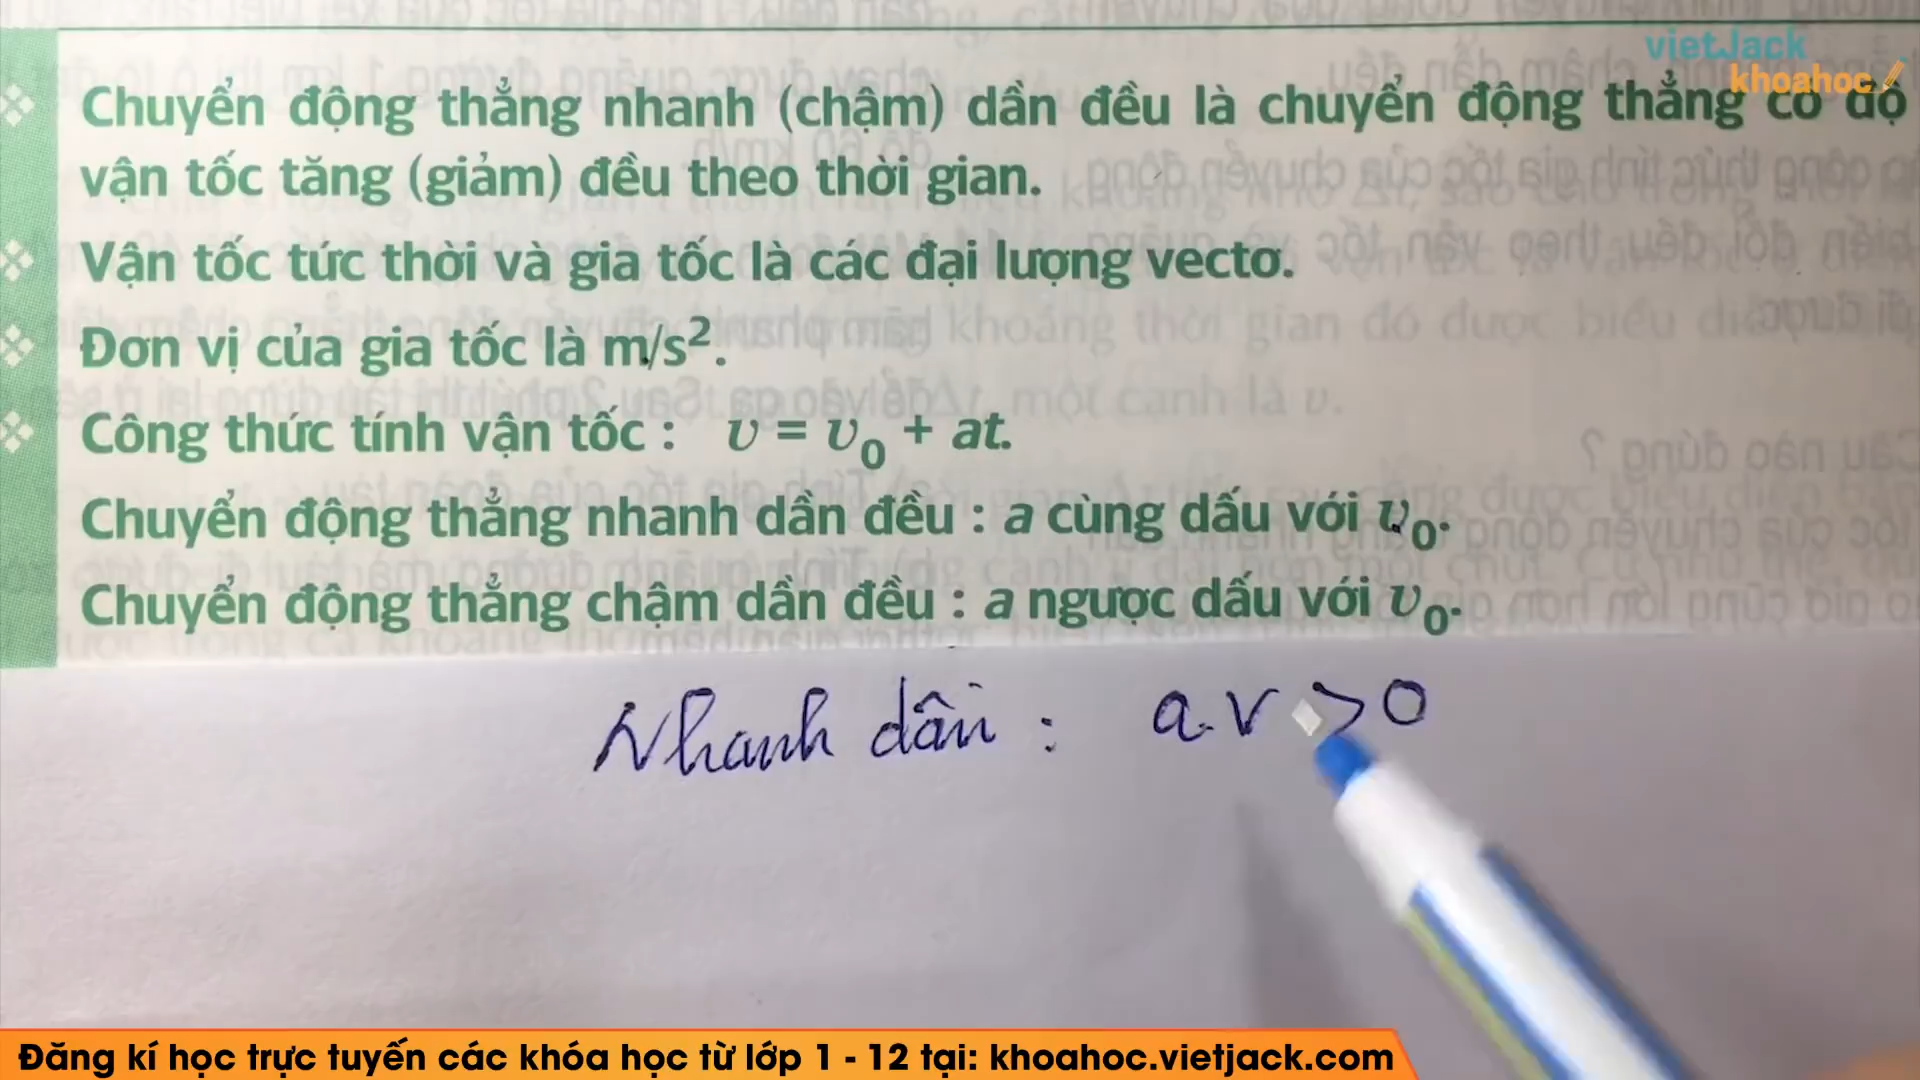 vietJack
khoahoc
Chuyển động thẳng nhanh (chậm) dần đều là chuyển động thẳng có độ
vận tốc tăng (giảm) đều theo thời gian.
Vận tốc tức thời và gia tốc là các đại lượng vectơ.
Đơn vị của gia tốc là m/s².
Công thức tính vận tốc : v = v₀ + at.
Chuyển động thẳng nhanh dần đều : a cùng dấu với v₀.
Chuyển động thẳng chậm dần đều : a ngược dấu với v₀.
Nhanh dần : a.v > 0
Đăng kí học trực tuyến các khóa học từ lớp 1 - 12 tại: khoahoc.vietjack.com